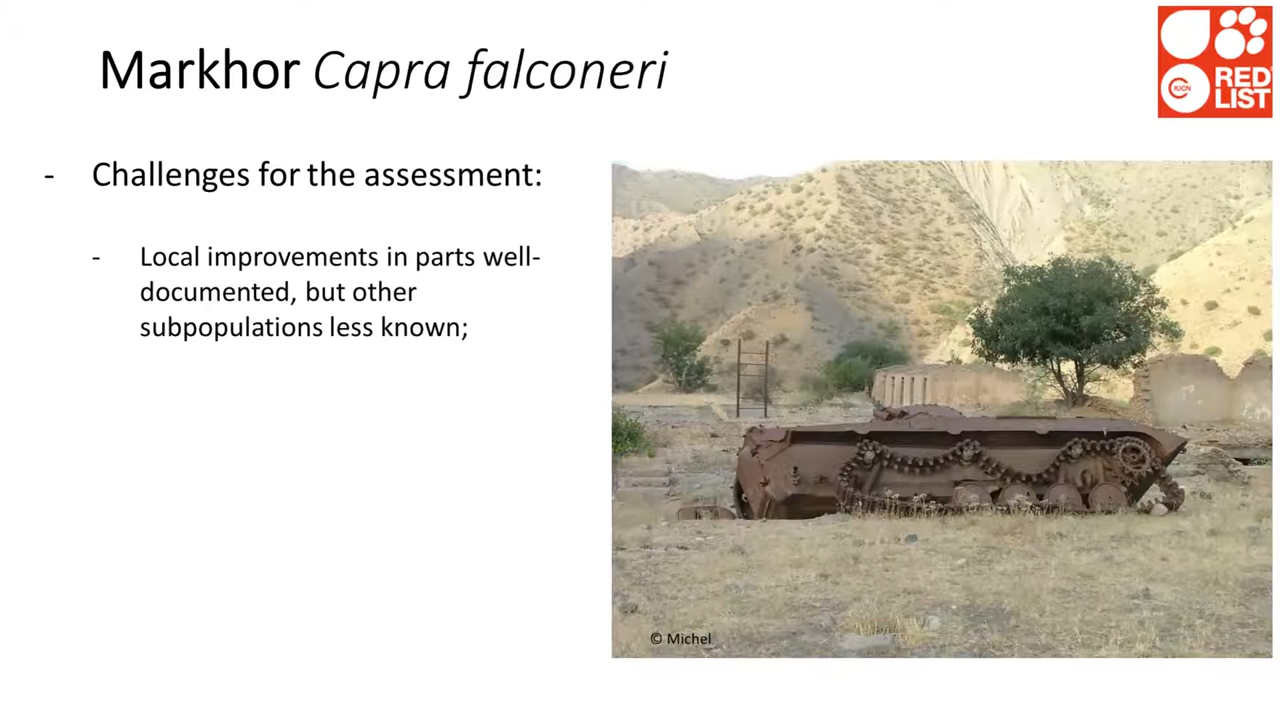 Markhor Capra falconeri
IUCN
RED
LIST
- Challenges for the assessment:
- Local improvements in parts well-
documented, but other
subpopulations less known;
© Michel